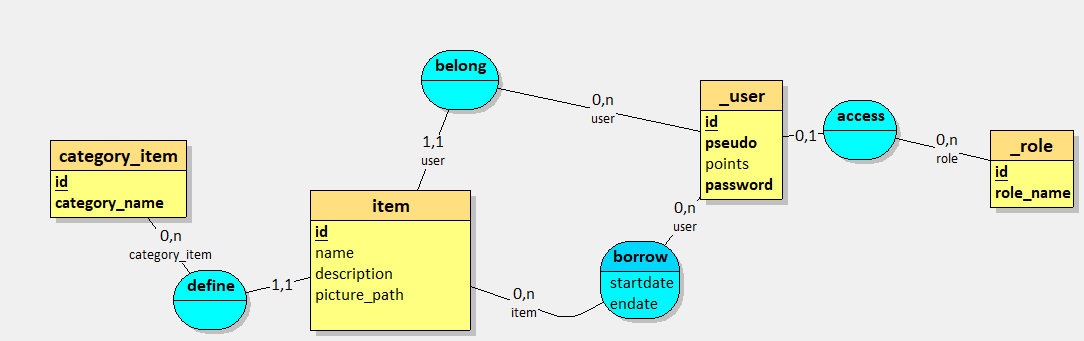 belong
0,n
user
1,1
user
_user
id
pseudo
points
password
0,1
access
0,n
role
_role
id
role_name
category_item
id
category_name
0,n
category_item
define
1,1
item
id
name
description
picture_path
0,n
item
0,n
user
borrow
startdate
endate